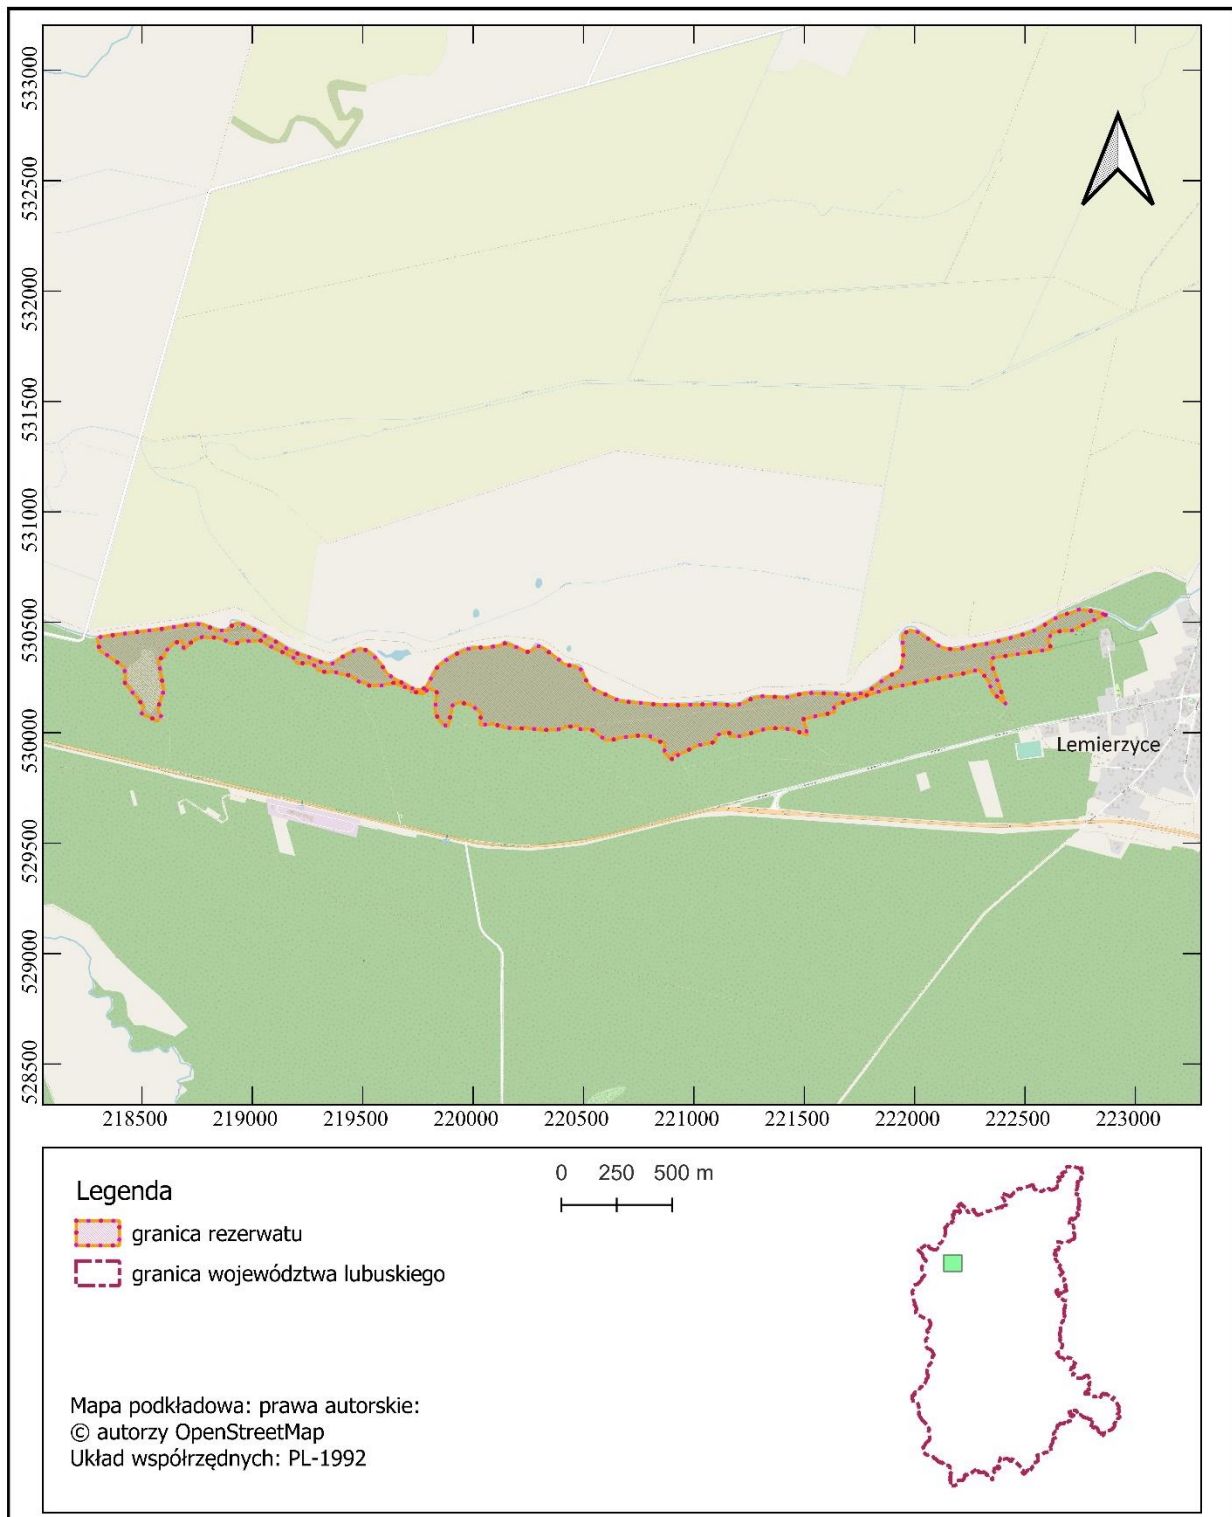 533000
532500
532000
531500
531000
530500
530000
529500
529000
528500
Lemierzyce
218500 219000 219500 220000 220500 221000 221500 222000 222500 223000
Legenda
granica rezerwatu
granica województwa lubuskiego
0 250 500 m
Mapa podkładowa: prawa autorskie:
© autorzy OpenStreetMap
Układ współrzędnych: PL-1992